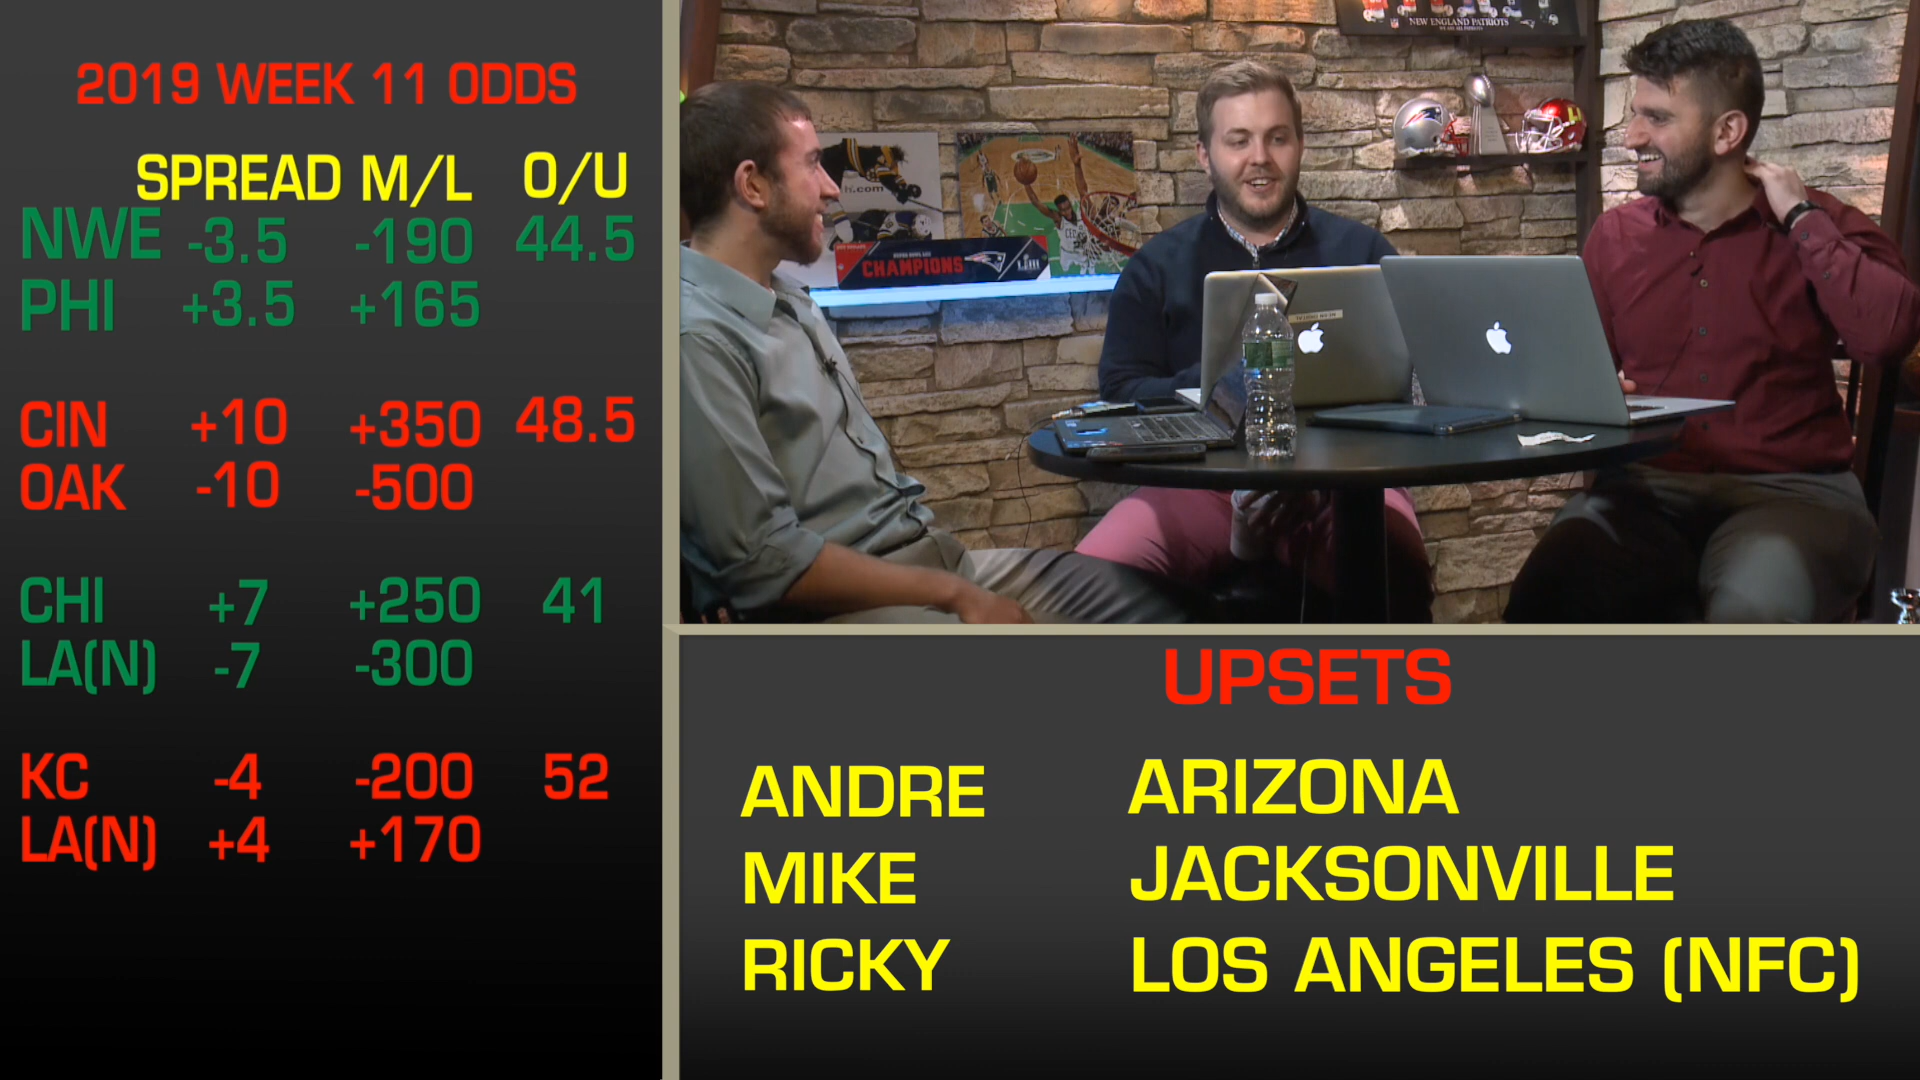 2019 WEEK 11 ODDS
SPREAD M/L O/U
NWE -3.5 -190 44.5
PHI +3.5 +165
CIN +10 +350 48.5
OAK -10 -500
CHI +7 +250 41
LA(N) -7 -300
KC -4 -200 52
LA(N) +4 +170
NEW ENGLAND PATRIOTS
h.com
CHAMPIONS
LIII
UPSETS
ANDRE ARIZONA
MIKE JACKSONVILLE
RICKY LOS ANGELES (NFC)